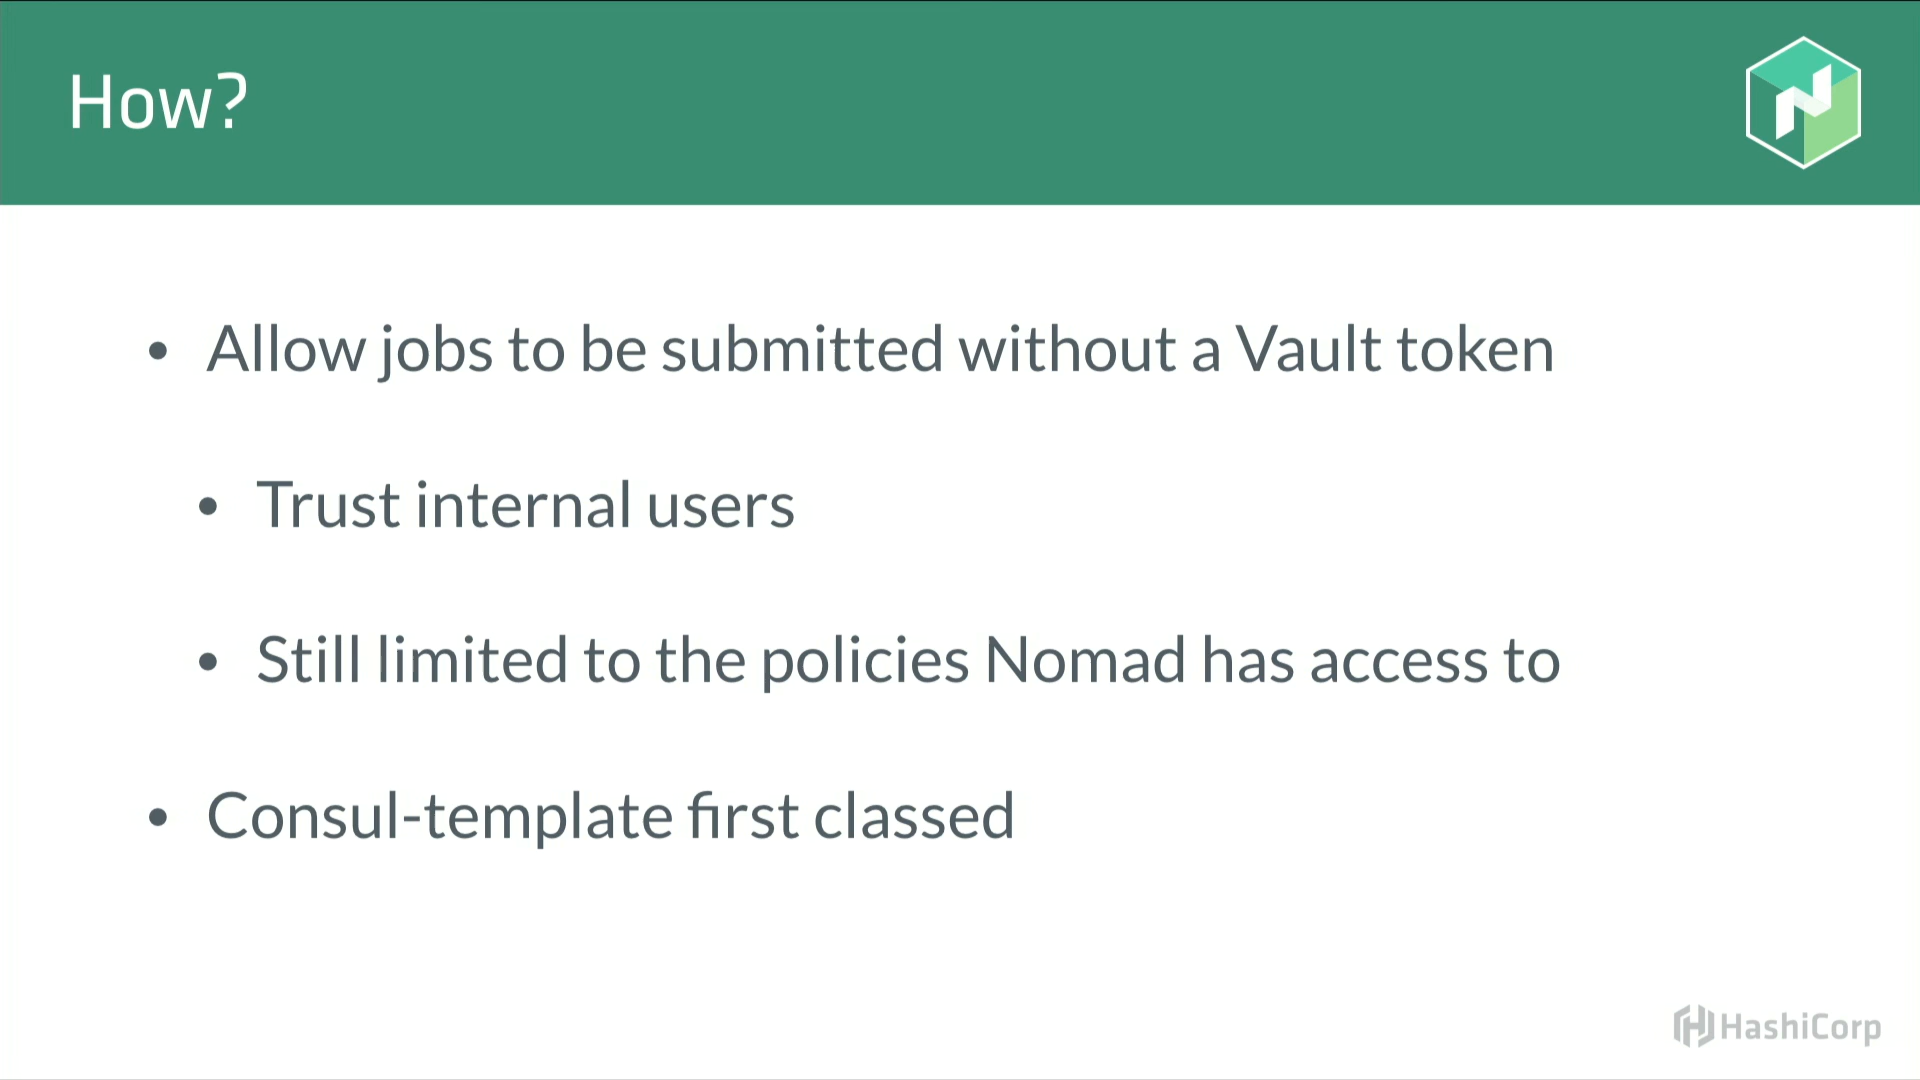 How?
• Allow jobs to be submitted without a Vault token
• Trust internal users
• Still limited to the policies Nomad has access to
• Consul-template first classed
HashiCorp